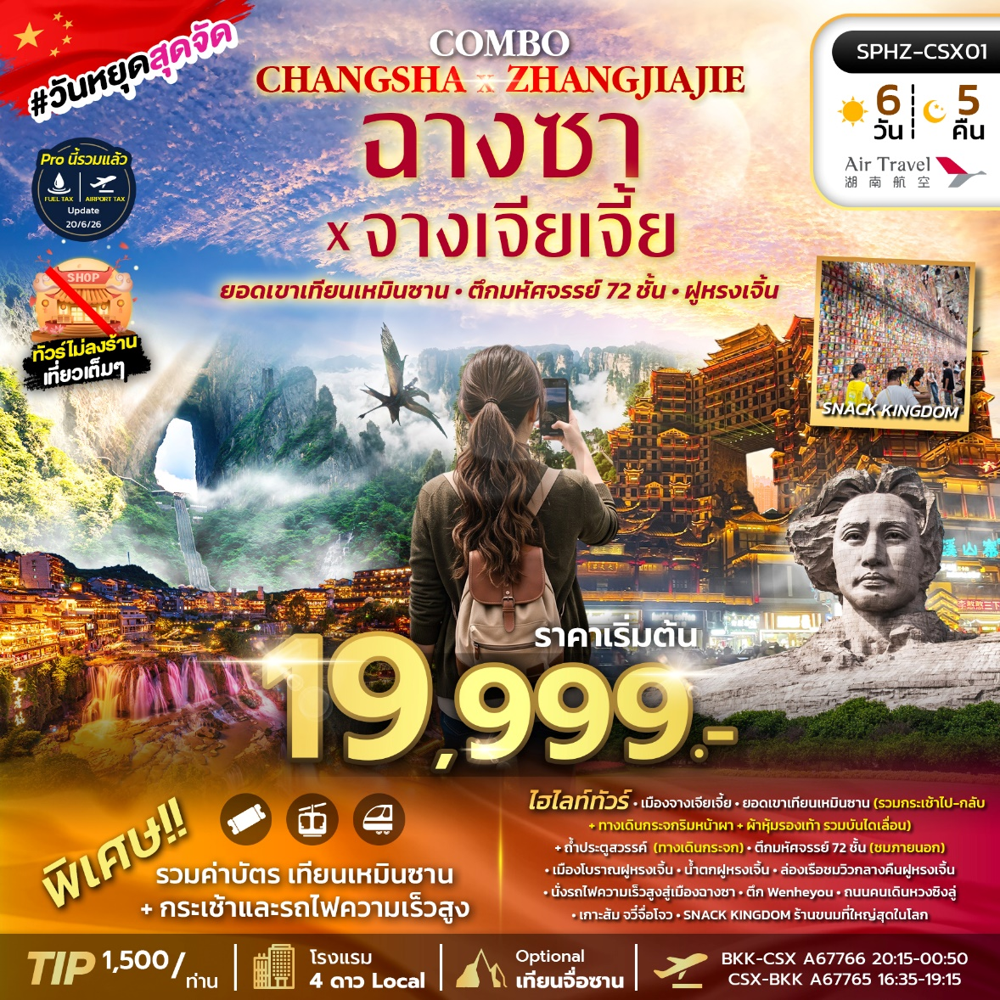 #วันหยุดสุดจัด
COMBO
CHANGSHA x ZHANGJIAJIE
ฉางซา
x จางเจียเจี้ย
ยอดเขาเทียนเหมินซาน • ตึกมหัศจรรย์ 72 ชั้น • ฝูหรงเจิ้น
SPHZ-CSX01
6 วัน
5 คืน
Air Travel
湖南航空
Pro นี้รวมแล้ว
FUEL TAX
AIRPORT TAX
Update
20/6/26
SHOP
ทัวร์ไม่ลงร้าน
เที่ยวเต็มๆ
SNACK KINGDOM
ราคาเริ่มต้น
19,999.-
พิเศษ!!
รวมค่าบัตร เทียนเหมินซาน
+ กระเช้าและรถไฟความเร็วสูง
ไฮไลท์ทัวร์ • เมืองจางเจียเจี้ย • ยอดเขาเทียนเหมินซาน (รวมกระเช้าไป-กลับ
+ ทางเดินกระจกริมหน้าผา + ผ้าหุ้มรองเท้า รวมบันไดเลื่อน)
+ ถ้ำประตูสวรรค์ (ทางเดินกระจก) • ตึกมหัศจรรย์ 72 ชั้น (ชมภายนอก)
• เมืองโบราณฝูหรงเจิ้น • น้ำตกฝูหรงเจิ้น • ล่องเรือชมวิวกลางคืนฝูหรงเจิ้น
• นั่งรถไฟความเร็วสูงสู่เมืองฉางซา • ตึก Wenheyou • ถนนคนเดินหวงซิงลู่
• เกาะส้ม จวี๋จื่อโจว • SNACK KINGDOM ร้านขนมที่ใหญ่สุดในโลก
TIP 1,500/ท่าน
โรงแรม
4 ดาว Local
Optional
เทียนจื่อซาน
BKK-CSX A67766 20:15-00:50
CSX-BKK A67765 16:35-19:15